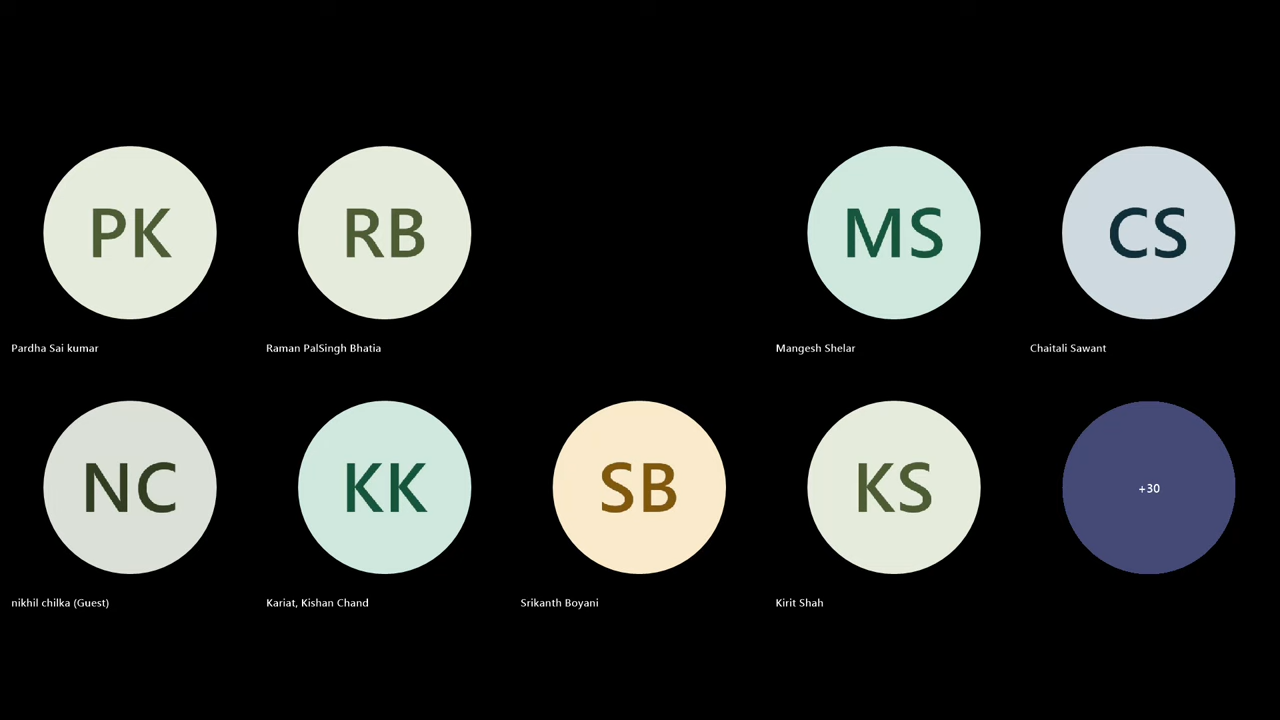 PK
RB
MS
CS
Pardha Sai kumar
Raman PalSingh Bhatia
Mangesh Shelar
Chaitali Sawant
NC
KK
SB
KS
+30
nikhil chilka (Guest)
Kariat, Kishan Chand
Srikanth Boyani
Kirit Shah